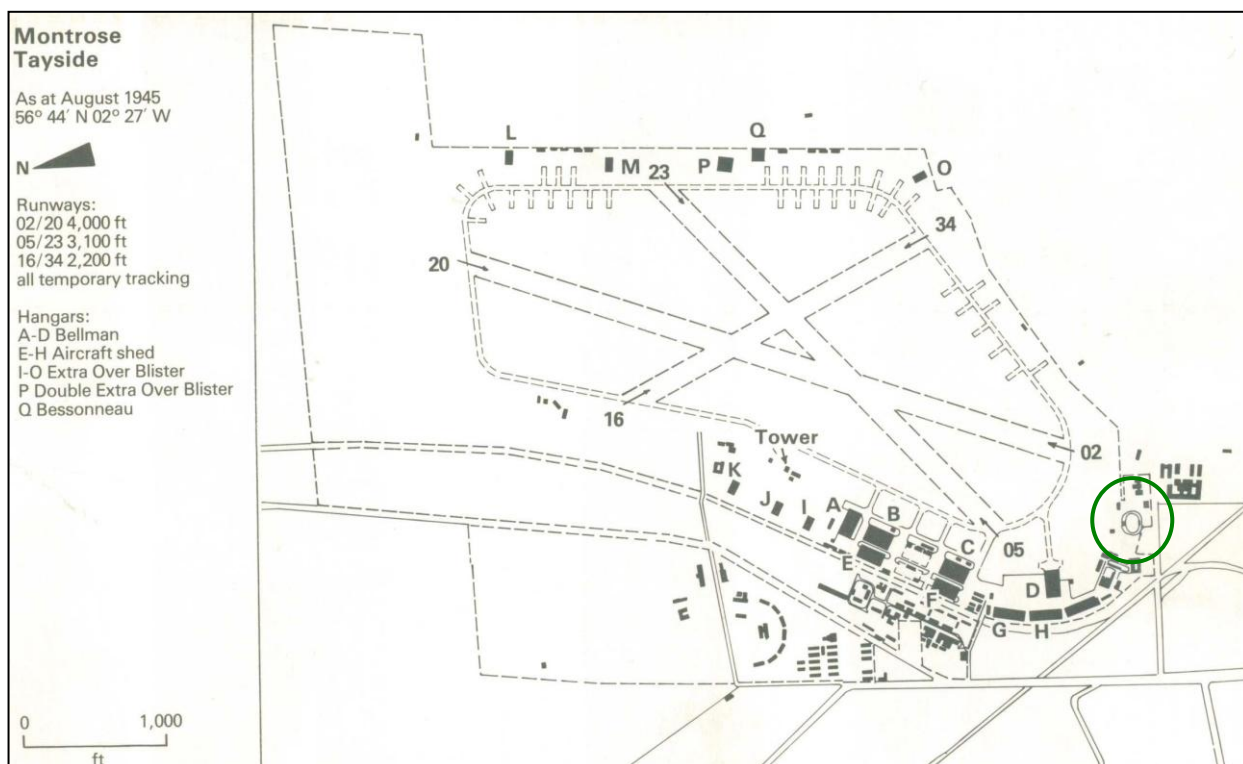 Montrose
Tayside
As at August 1945
56° 44′ N 02° 27′ W
N
Runways:
02/20 4,000 ft
05/23 3,100 ft
16/34 2,200 ft
all temporary tracking
Hangars:
A-D Bellman
E-H Aircraft shed
I-O Extra Over Blister
P Double Extra Over Blister
Q Bessonneau
0 1,000
ft
L
Q
M
23
P
O
34
20
16
Tower
02
K
J
I
A
B
C
05
E
F
D
G
H